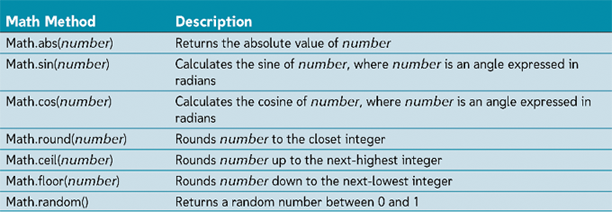 Math Method Description
Math.abs(number) Returns the absolute value of number
Math.sin(number) Calculates the sine of number, where number is an angle expressed in
radians
Math.cos(number) Calculates the cosine of number, where number is an angle expressed in
radians
Math.round(number) Rounds number to the closet integer
Math.ceil(number) Rounds number up to the next-highest integer
Math.floor(number) Rounds number down to the next-lowest integer
Math.random() Returns a random number between 0 and 1